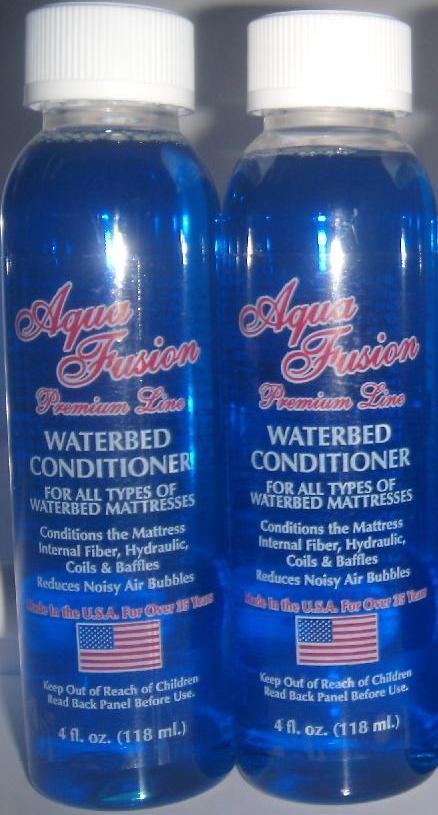 Aqua
Fusion
Premium Line
WATERBED
CONDITIONER
FOR ALL TYPES OF
WATERBED MATTRESSES
Conditions the Mattress
Internal Fiber, Hydraulic,
Coils & Baffles
Reduces Noisy Air Bubbles
Made In the U.S.A. For Over 35 Years
Keep Out of Reach of Children
Read Back Panel Before Use.
4 fl. oz. (118 ml.)
Aqua
Fusion
Premium Line
WATERBED
CONDITIONER
FOR ALL TYPES OF
WATERBED MATTRESSES
Conditions the Mattress
Internal Fiber, Hydraulic,
Coils & Baffles
Reduces Noisy Air Bubbles
Made In the U.S.A. For Over 35 Years
Keep Out of Reach of Children
Read Back Panel Before Use.
4 fl. oz. (118 ml.)